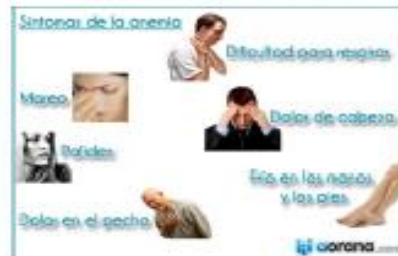 Síntomas de la anemia
Dificultad para respirar
Mareo
Dolor de cabeza
Palidez
Frío en las manos
y los pies
Dolor en el pecho